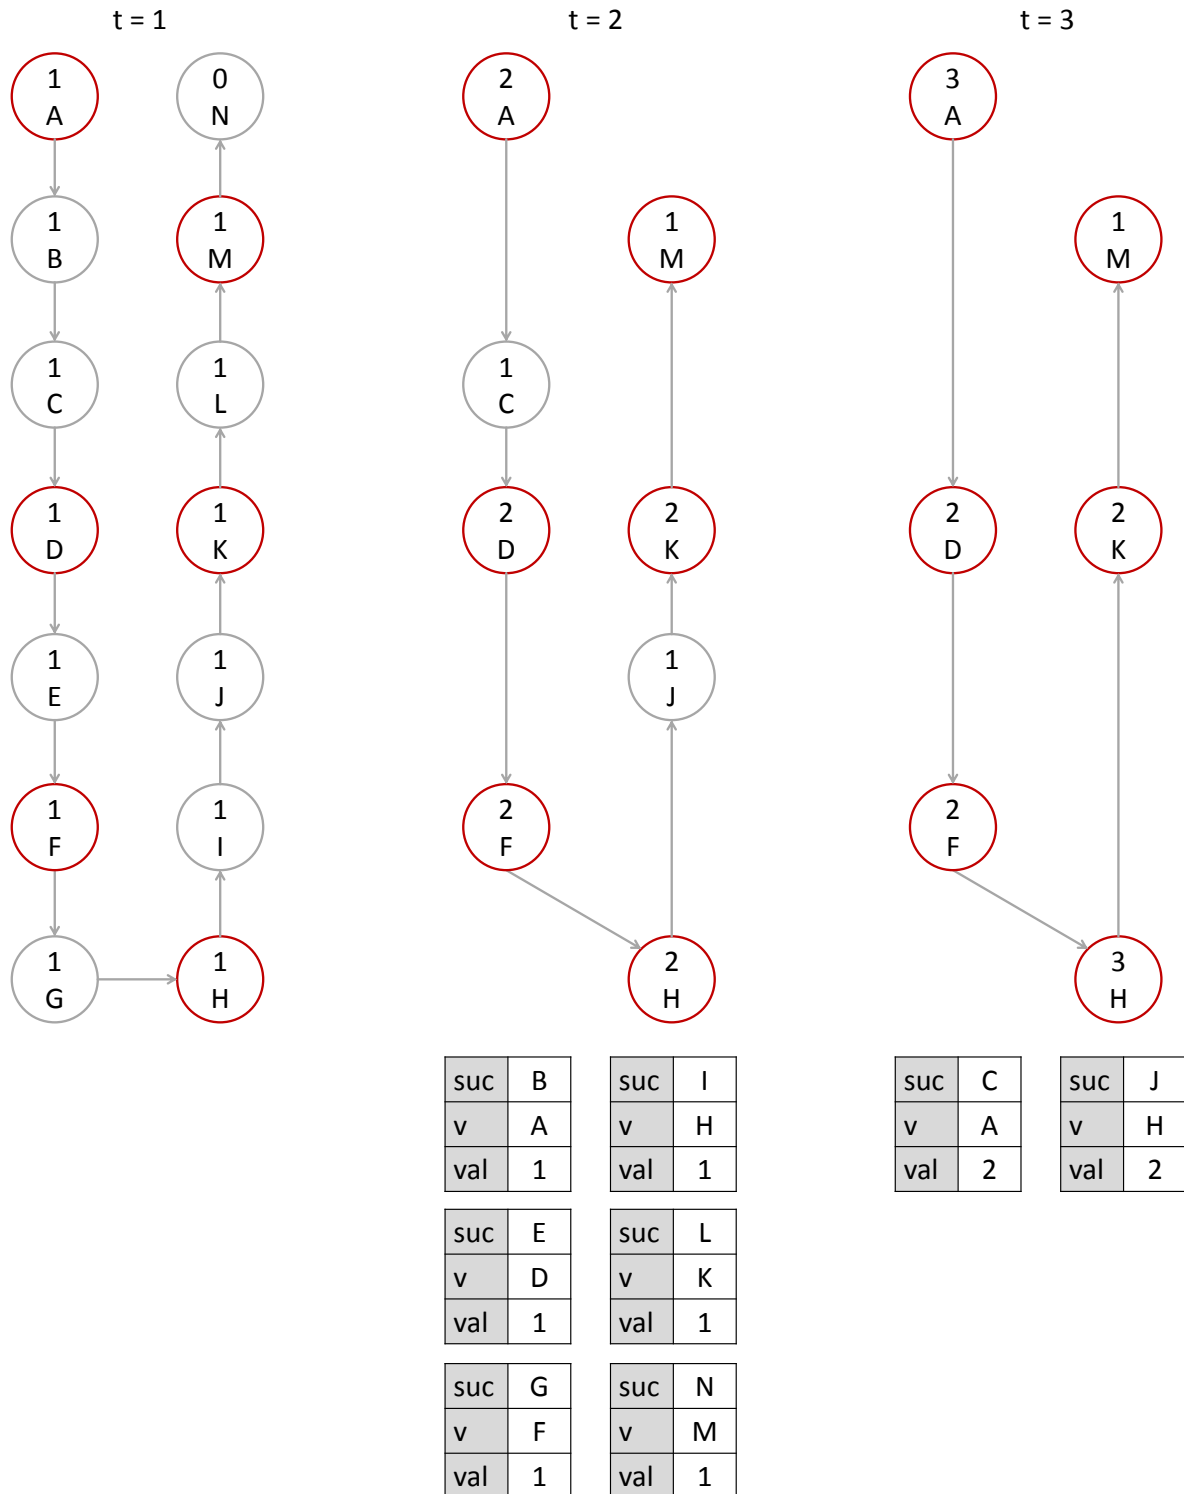 t = 1
1
A
1
B
1
C
1
D
1
E
1
F
1
G
0
N
1
M
1
L
1
K
1
J
1
I
1
H
t = 2
2
A
1
C
2
D
2
F
1
M
2
K
1
J
2
H
suc B
v A
val 1
suc I
v H
val 1
suc E
v D
val 1
suc L
v K
val 1
suc G
v F
val 1
suc N
v M
val 1
t = 3
3
A
2
D
2
F
1
M
2
K
3
H
suc C
v A
val 2
suc J
v H
val 2